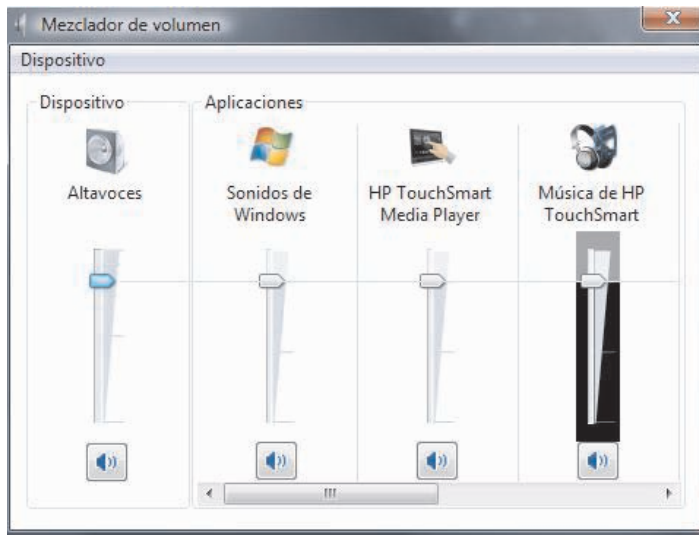 Mezclador de volumen
Dispositivo
Dispositivo
Aplicaciones
Altavoces
Sonidos de
Windows
HP TouchSmart
Media Player
Música de HP
TouchSmart